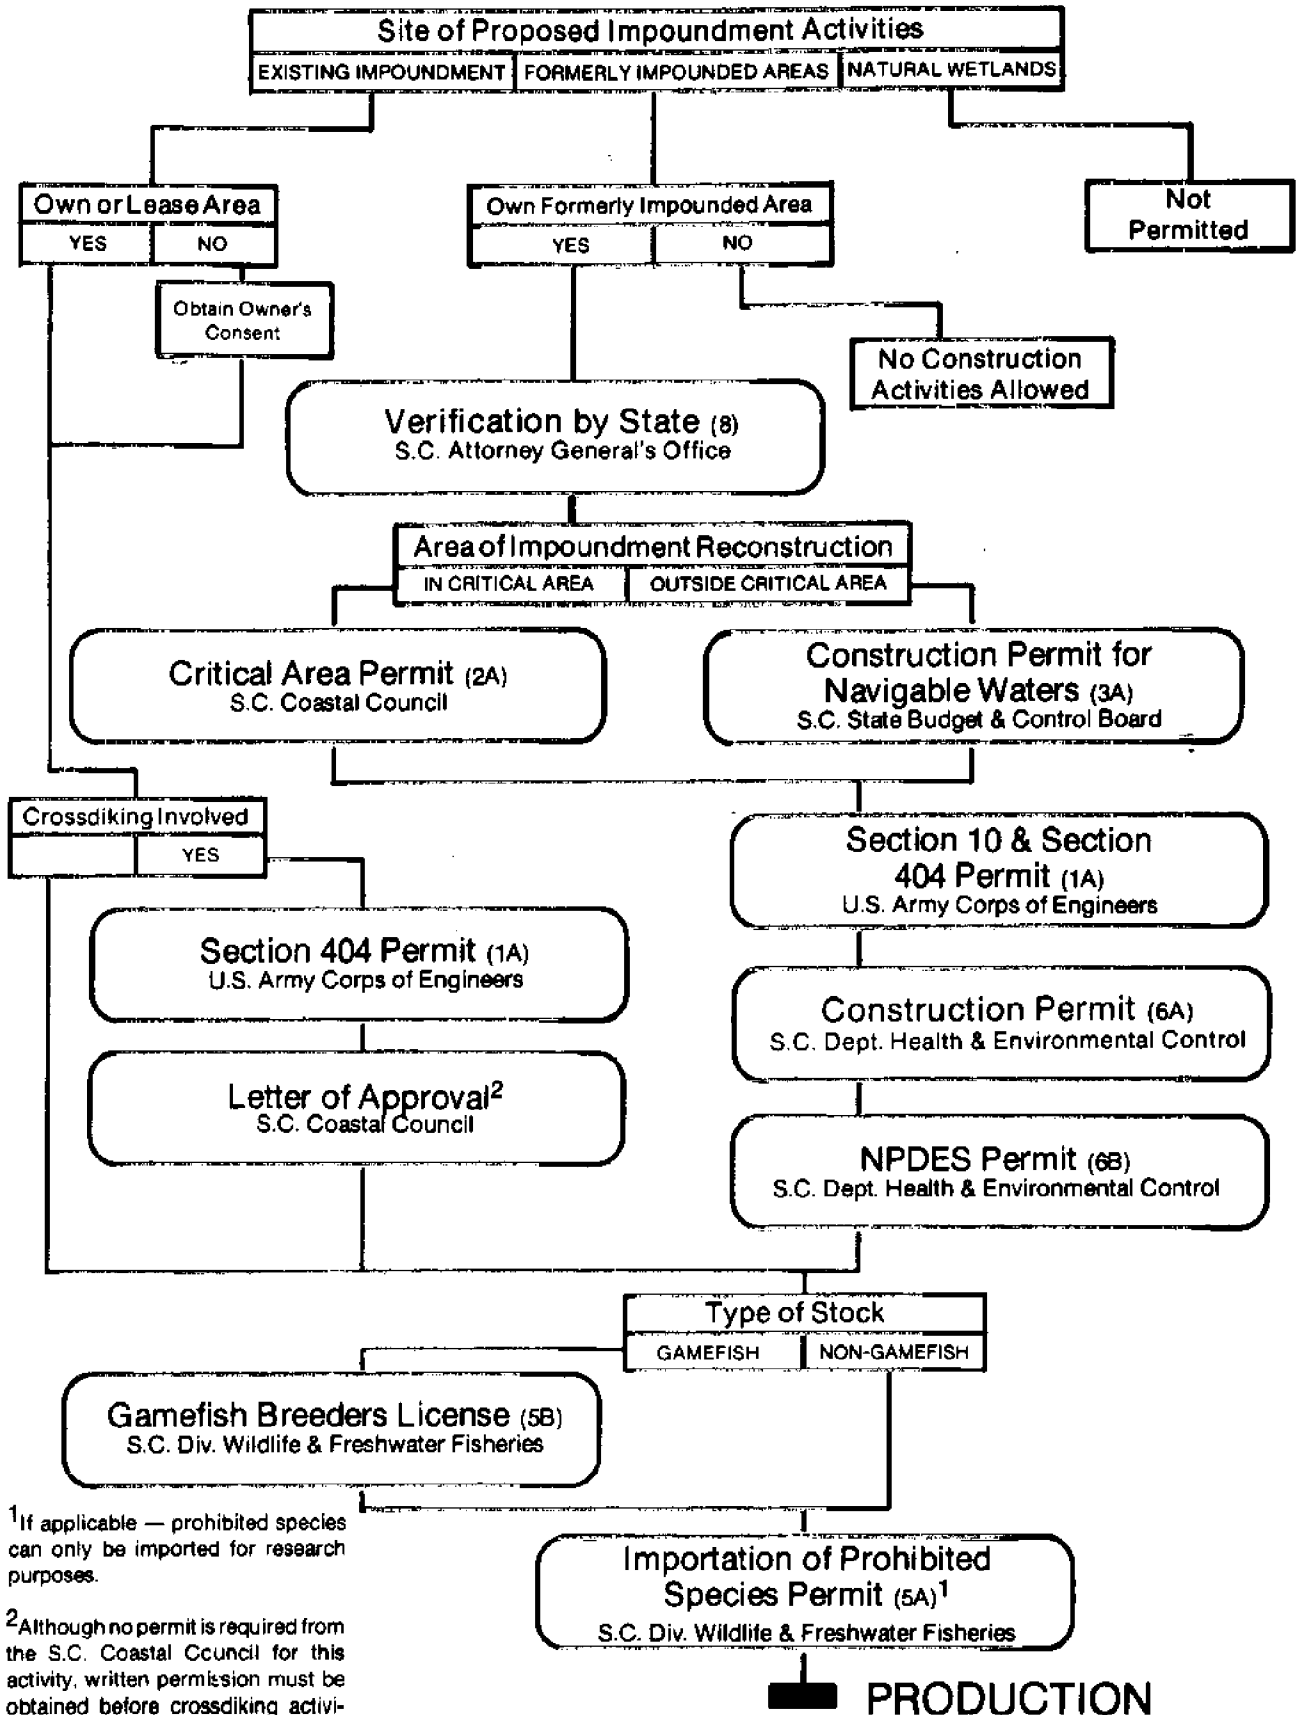 Site of Proposed Impoundment Activities
EXISTING IMPOUNDMENT FORMERLY IMPOUNDED AREAS NATURAL WETLANDS
Own or Lease Area
YES NO
Own Formerly Impounded Area
YES NO
Not
Permitted
Obtain Owner's
Consent
No Construction
Activities Allowed
Verification by State (8)
S.C. Attorney General's Office
Area of Impoundment Reconstruction
IN CRITICAL AREA OUTSIDE CRITICAL AREA
Critical Area Permit (2A)
S.C. Coastal Council
Construction Permit for
Navigable Waters (3A)
S.C. State Budget & Control Board
Crossdiking Involved
YES
Section 10 & Section
404 Permit (1A)
U.S. Army Corps of Engineers
Section 404 Permit (1A)
U.S. Army Corps of Engineers
Construction Permit (6A)
S.C. Dept. Health & Environmental Control
Letter of Approval²
S.C. Coastal Council
NPDES Permit (6B)
S.C. Dept. Health & Environmental Control
Type of Stock
GAMEFISH NON-GAMEFISH
Gamefish Breeders License (5B)
S.C. Div. Wildlife & Freshwater Fisheries
Importation of Prohibited
Species Permit (5A)¹
S.C. Div. Wildlife & Freshwater Fisheries
PRODUCTION
¹If applicable — prohibited species
can only be imported for research
purposes.
²Although no permit is required from
the S.C. Coastal Council for this
activity, written permission must be
obtained before crossdiking activi-